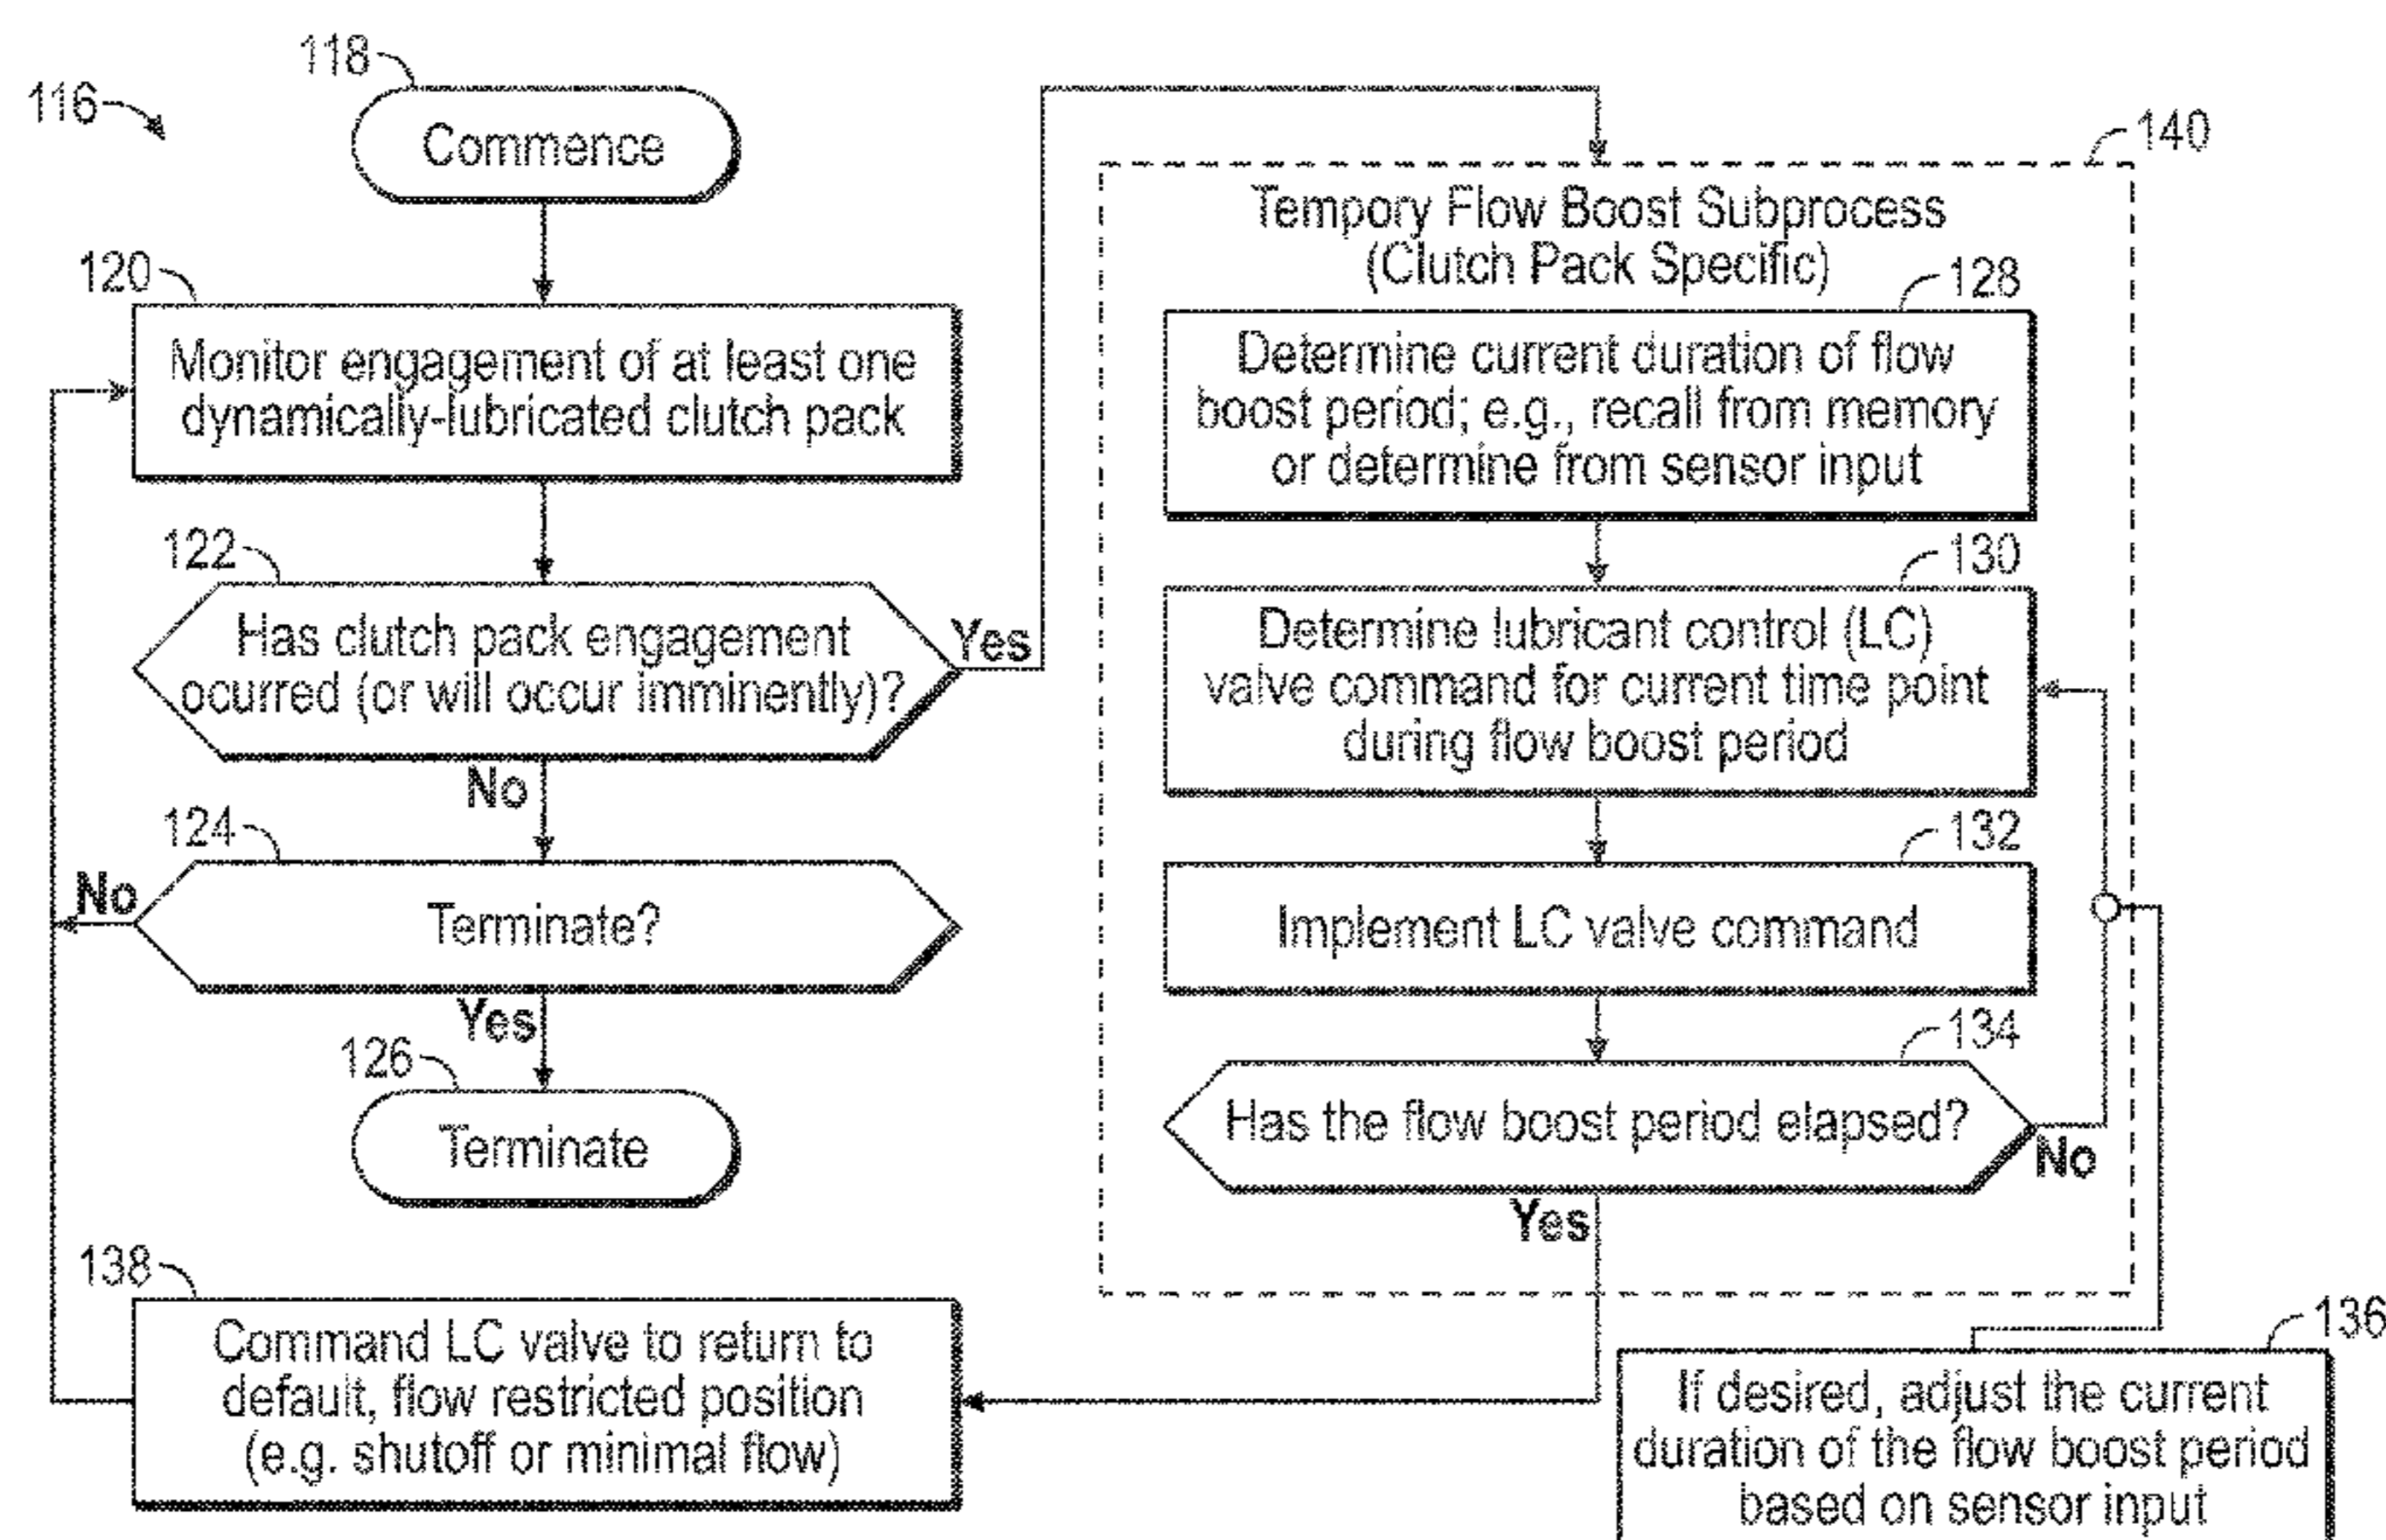 116
118
Commence
120
Monitor engagement of at least one
dynamically-lubricated clutch pack
122
Has clutch pack engagement
ocurred (or will occur imminently)?
Yes
No
124
Terminate?
No
Yes
126
Terminate
138
Command LC valve to return to
default, flow restricted position
(e.g. shutoff or minimal flow)
140
Tempory Flow Boost Subprocess
(Clutch Pack Specific)
128
Determine current duration of flow
boost period; e.g., recall from memory
or determine from sensor input
130
Determine lubricant control (LC)
valve command for current time point
during flow boost period
132
Implement LC valve command
134
Has the flow boost period elapsed?
No
Yes
136
If desired, adjust the current
duration of the flow boost period
based on sensor input